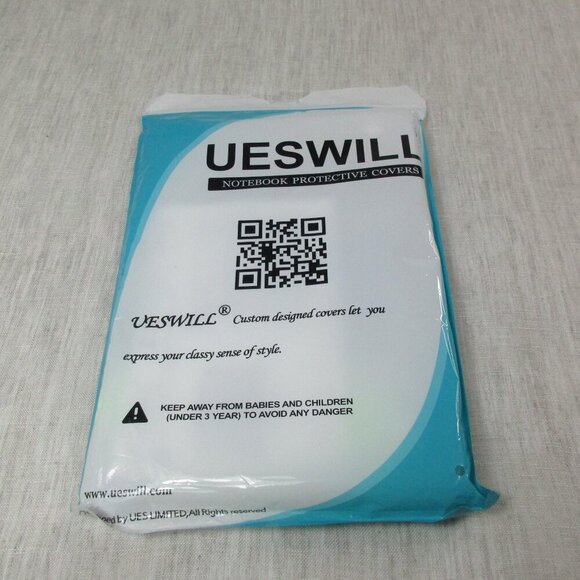 UESWILL
NOTEBOOK PROTECTIVE COVERS
UESWILL® Custom designed covers let you
express your classy sense of style.
KEEP AWAY FROM BABIES AND CHILDREN
(UNDER 3 YEAR) TO AVOID ANY DANGER
www.ueswill.com
by UES LIMITED,All Rights reserved